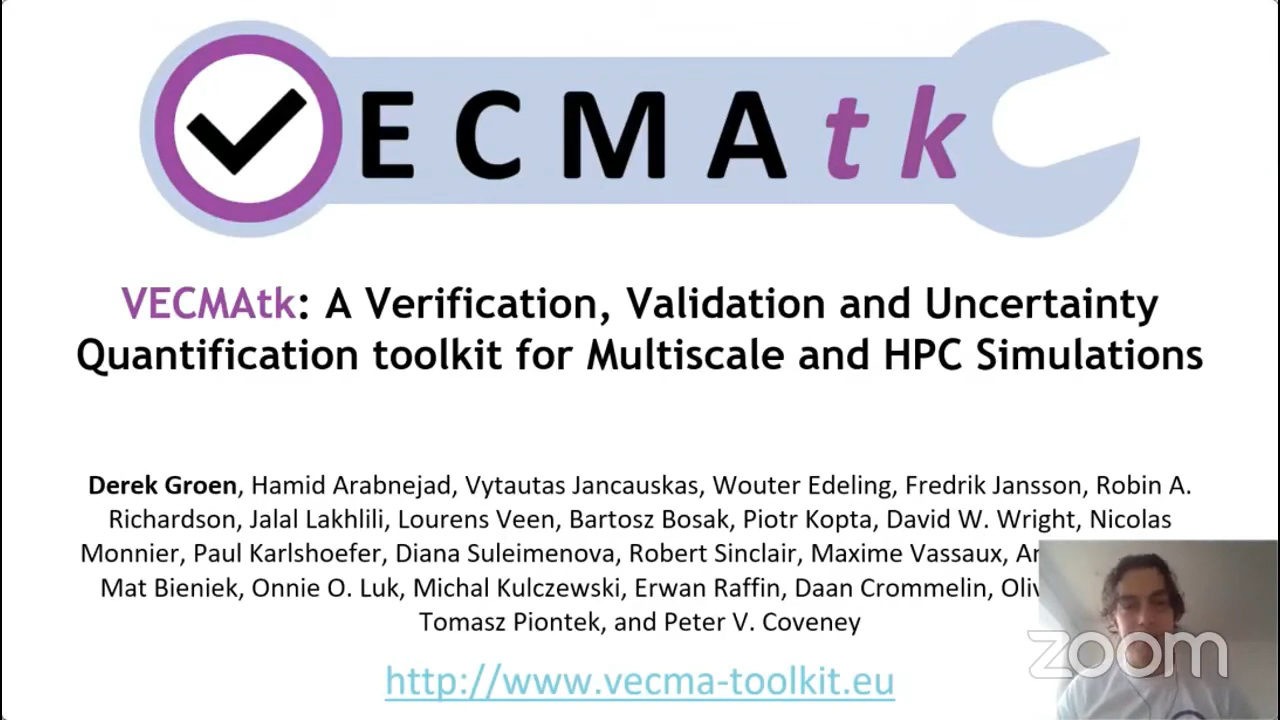 ECMAtk
VECMAtk: A Verification, Validation and Uncertainty
Quantification toolkit for Multiscale and HPC Simulations
Derek Groen, Hamid Arabnejad, Vytautas Jancauskas, Wouter Edeling, Fredrik Jansson, Robin A.
Richardson, Jalal Lakhlili, Lourens Veen, Bartosz Bosak, Piotr Kopta, David W. Wright, Nicolas
Monnier, Paul Karlshoefer, Diana Suleimenova, Robert Sinclair, Maxime Vassaux,
Mat Bieniek, Onnie O. Luk, Michal Kulczewski, Erwan Raffin, Daan Crommelin,
Tomasz Piontek, and Peter V. Coveney
http://www.vecma-toolkit.eu
zoom